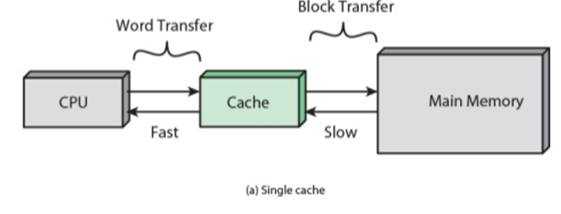 Block Transfer
Word Transfer
CPU
Cache
Main Memory
Fast
Slow
(a) Single cache